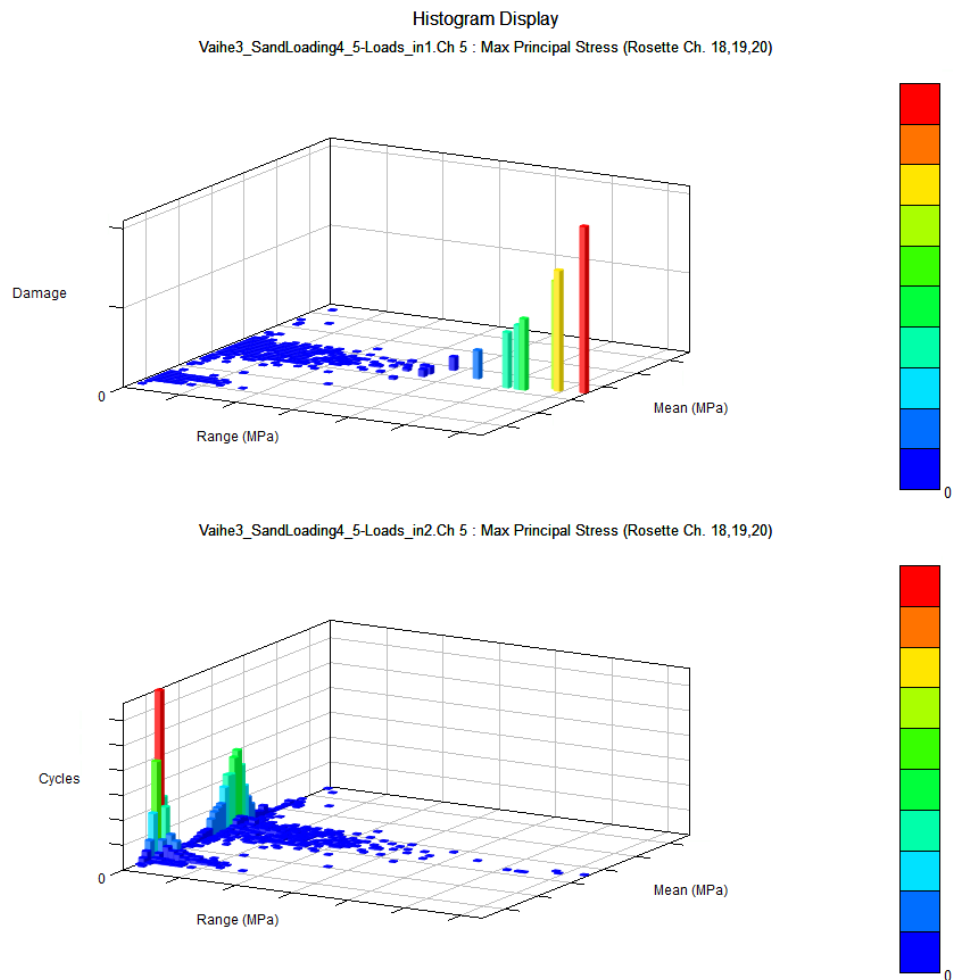 Histogram Display
Vaihe3_SandLoading4_5-Loads_in1.Ch 5 : Max Principal Stress (Rosette Ch. 18,19,20)
Damage
0
Range (MPa)
Mean (MPa)
0
Vaihe3_SandLoading4_5-Loads_in2.Ch 5 : Max Principal Stress (Rosette Ch. 18,19,20)
Cycles
0
Range (MPa)
Mean (MPa)
0